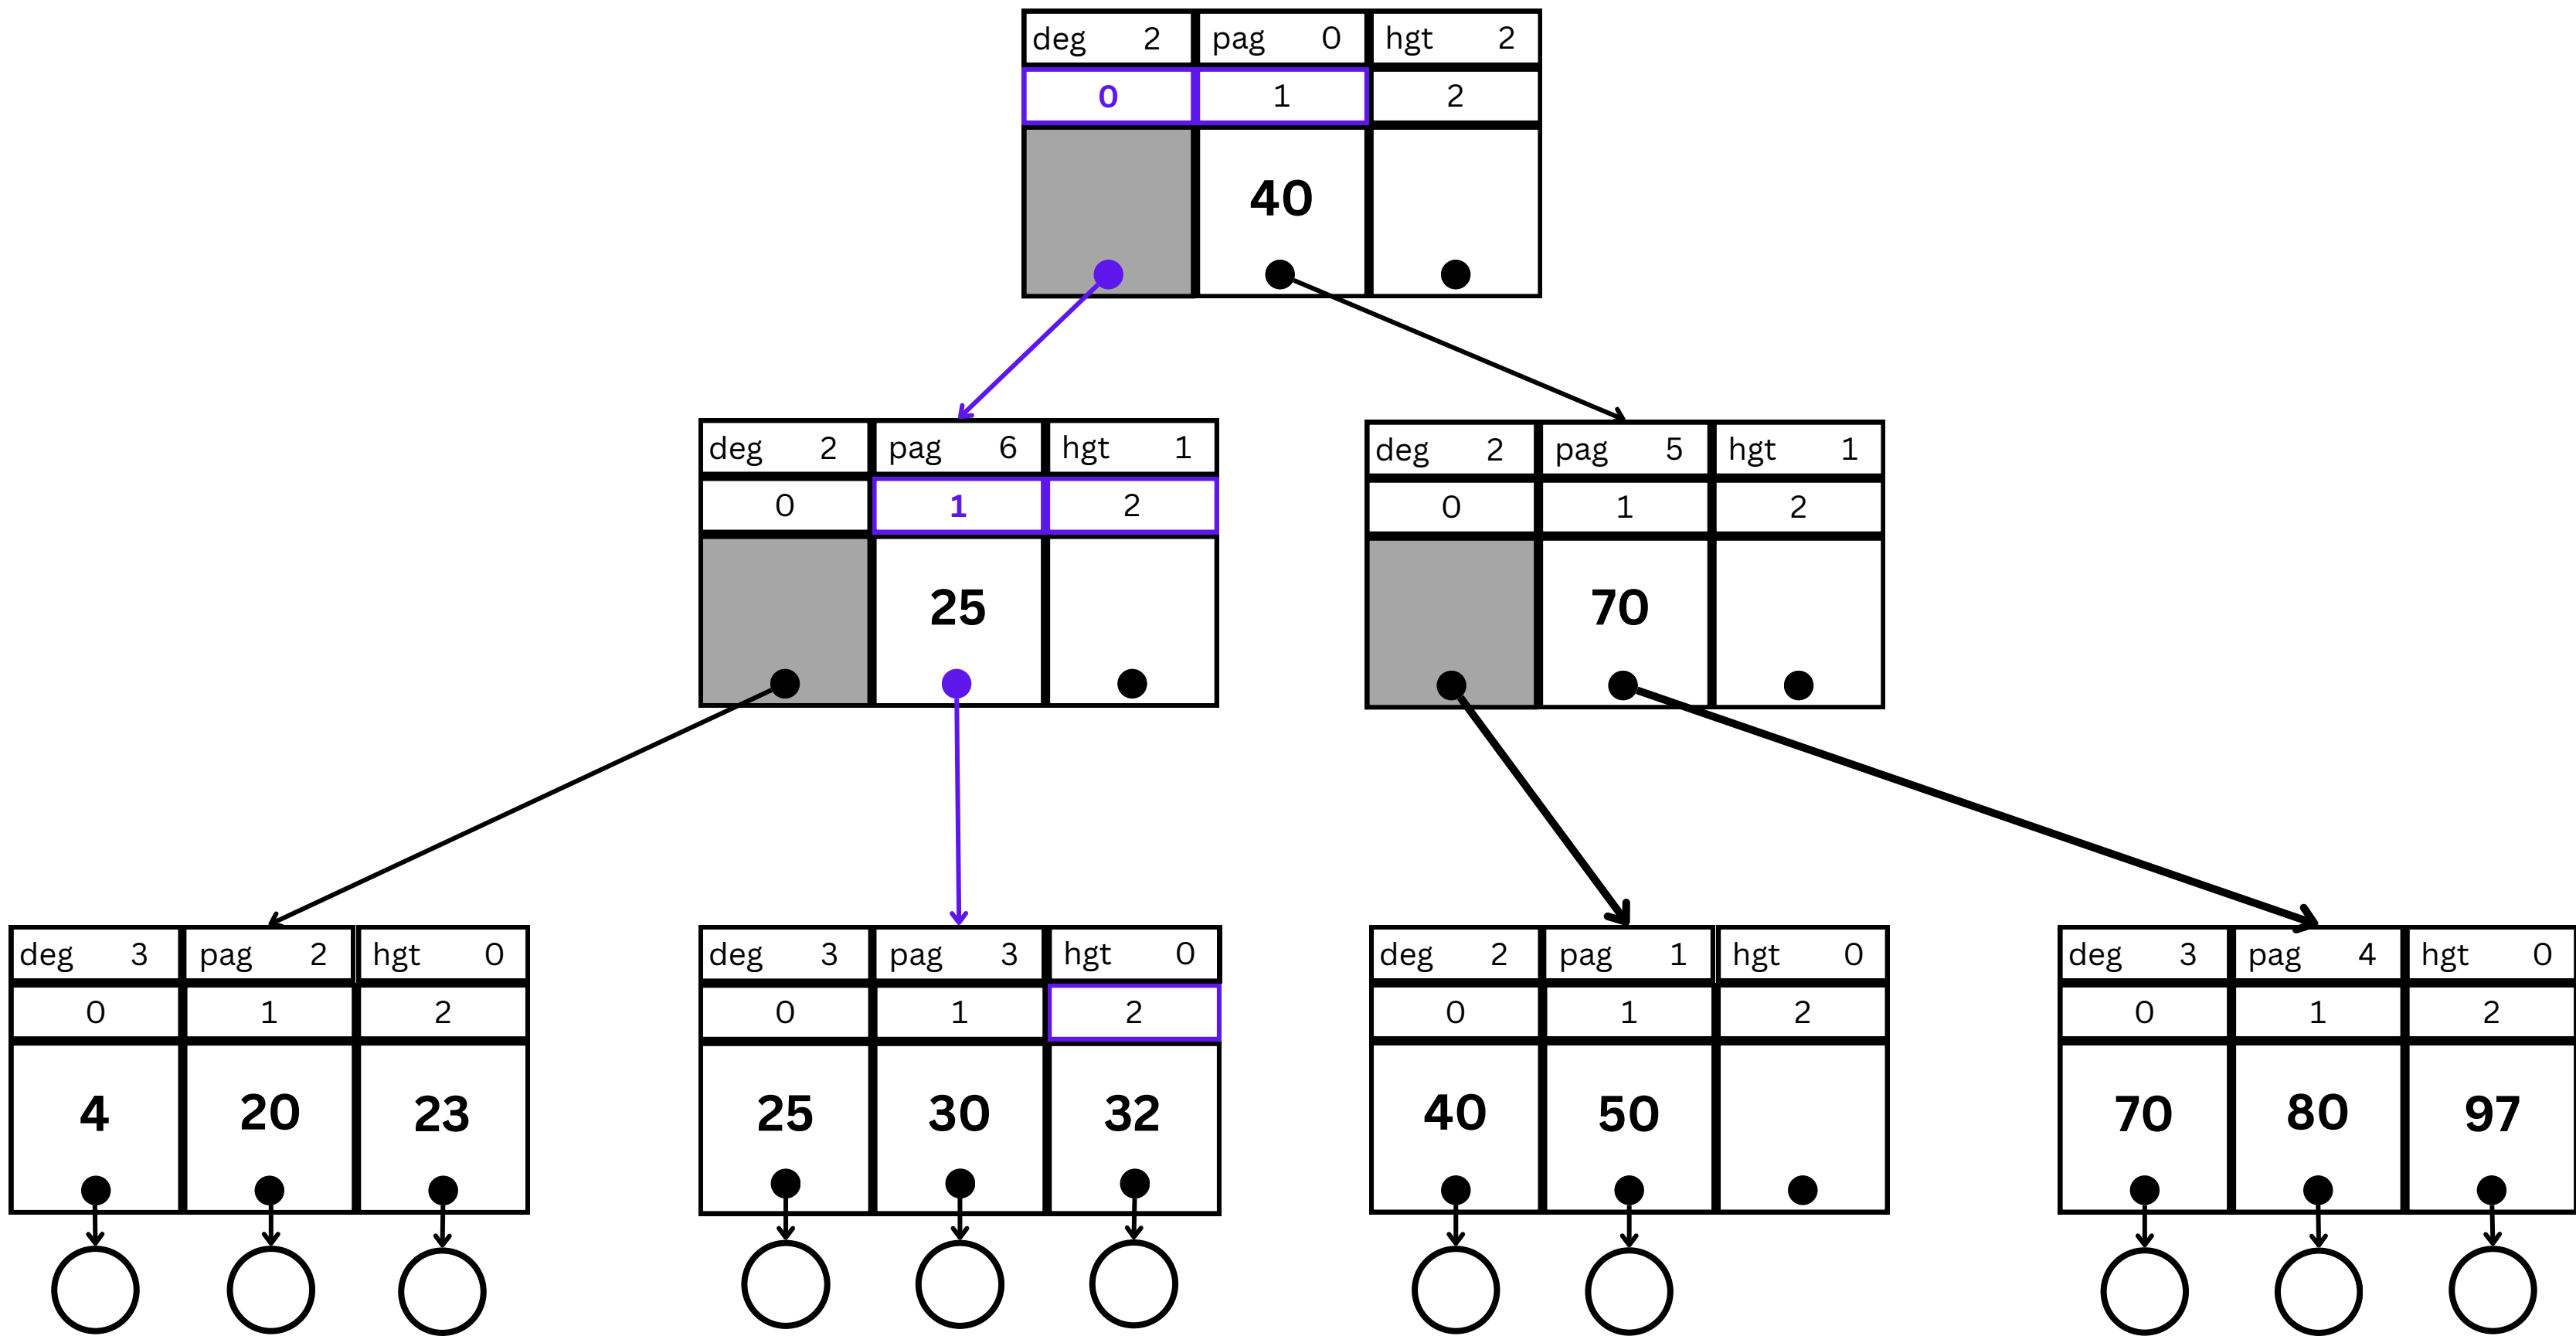 deg 2 pag 0 hgt 2
0 1 2
40
deg 2 pag 6 hgt 1
0 1 2
25
deg 2 pag 5 hgt 1
0 1 2
70
deg 3 pag 2 hgt 0
0 1 2
4 20 23
deg 3 pag 3 hgt 0
0 1 2
25 30 32
deg 2 pag 1 hgt 0
0 1 2
40 50
deg 3 pag 4 hgt 0
0 1 2
70 80 97